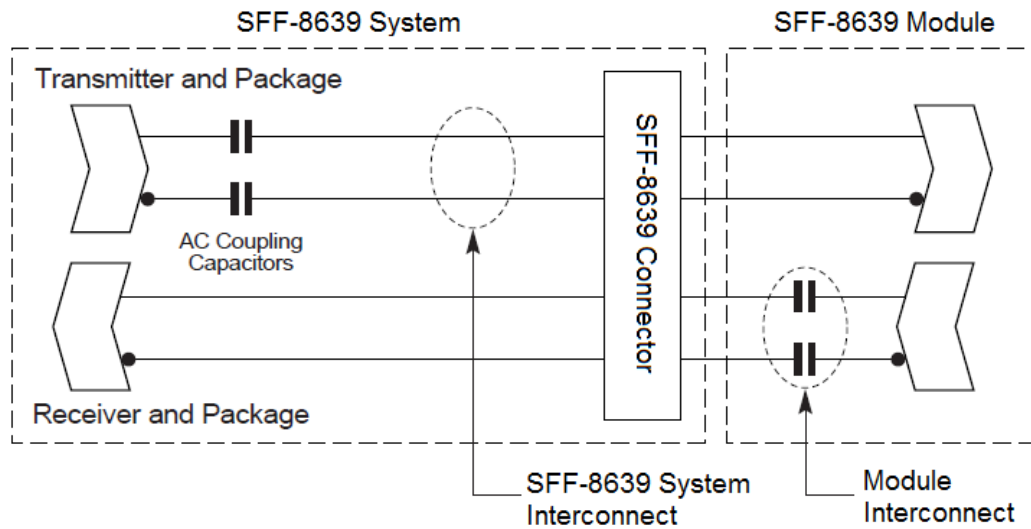 SFF-8639 System
SFF-8639 Module
Transmitter and Package
AC Coupling
Capacitors
SFF-8639 Connector
Receiver and Package
SFF-8639 System
Interconnect
Module
Interconnect